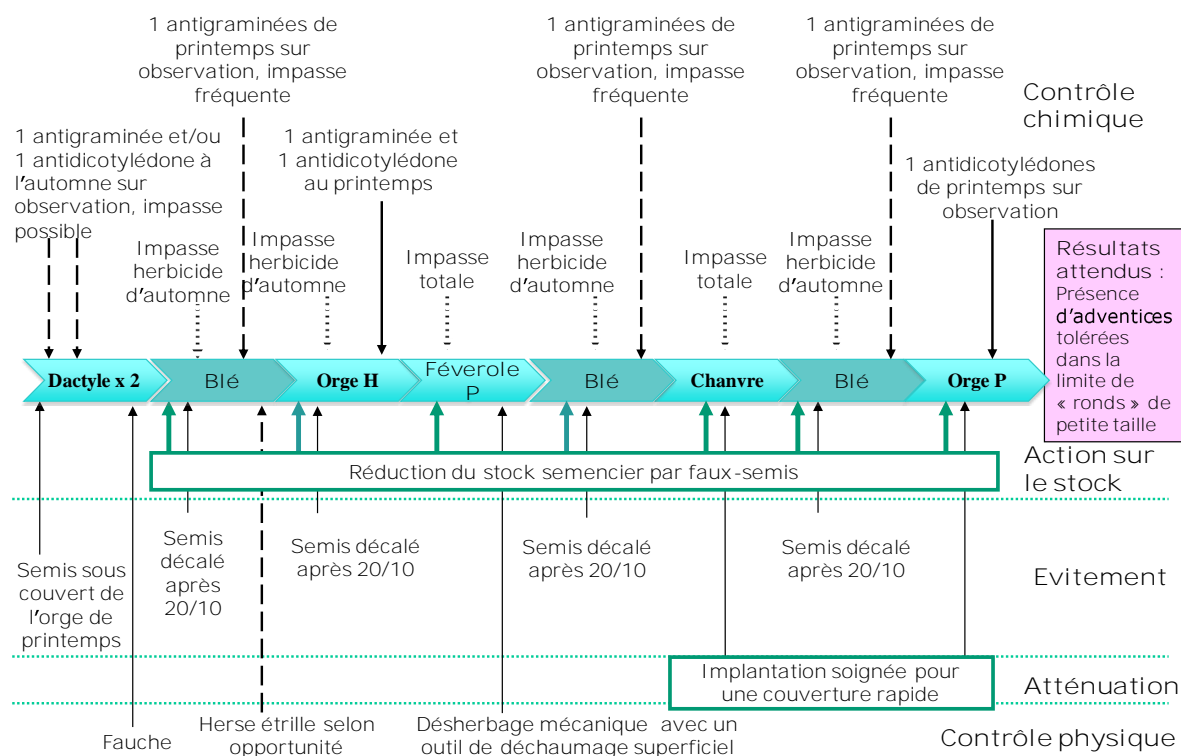 1 antigraminées de
printemps sur
observation, impasse
fréquente
1 antigraminées de
printemps sur
observation, impasse
fréquente
1 antigraminées de
printemps sur
observation, impasse
fréquente
Contrôle
chimique
1 antigraminée et/ou
1 antidicotylédone à
l'automne sur
observation, impasse
possible
1 antigraminée et
1 antidicotylédone
au printemps
1 antidicotylédones
de printemps sur
observation
Impasse
herbicide
d'automne
Impasse
herbicide
d'automne
Impasse
totale
Impasse
herbicide
d'automne
Impasse
totale
Impasse
herbicide
d'automne
Résultats
attendus :
Présence
d'adventices
tolérées
dans la
limite de
« ronds » de
petite taille
Dactyle x 2
Blé
Orge H
Féverole
P
Blé
Chanvre
Blé
Orge P
Réduction du stock semencier par faux-semis
Action sur
le stock
Semis sous
couvert de
l'orge de
printemps
Semis
décalé
après
20/10
Semis décalé
après 20/10
Semis décalé
après 20/10
Semis décalé
après 20/10
Evitement
Implantation soignée pour
une couverture rapide
Atténuation
Fauche
Herse étrille selon
opportunité
Désherbage mécanique avec un
outil de déchaumage superficiel
Contrôle physique